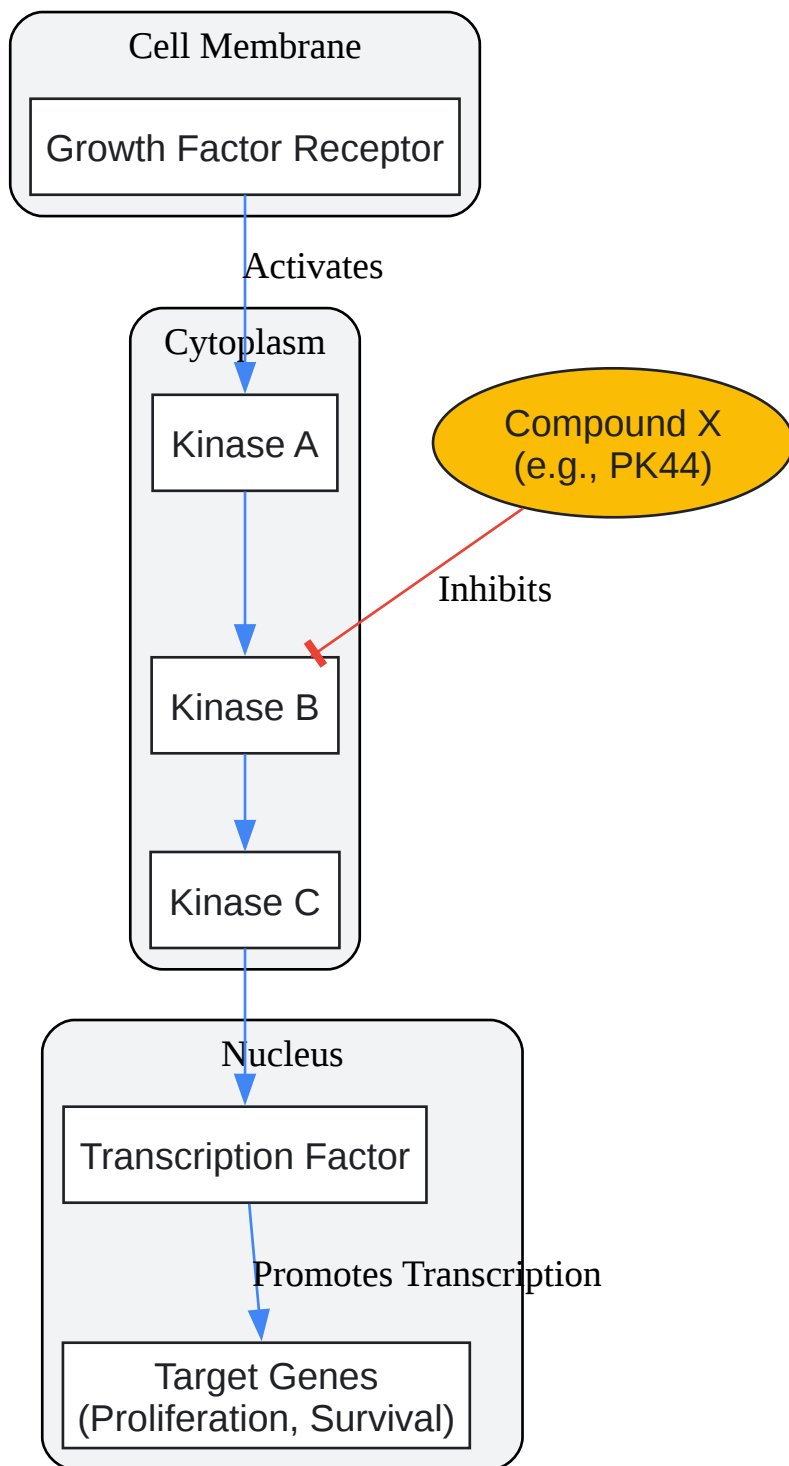 Cell Membrane
Growth Factor Receptor
Activates
Cytoplasm
Kinase A
Compound X
(e.g., PK44)
Inhibits
Kinase B
Kinase C
Nucleus
Transcription Factor
Promotes Transcription
Target Genes
(Proliferation, Survival)